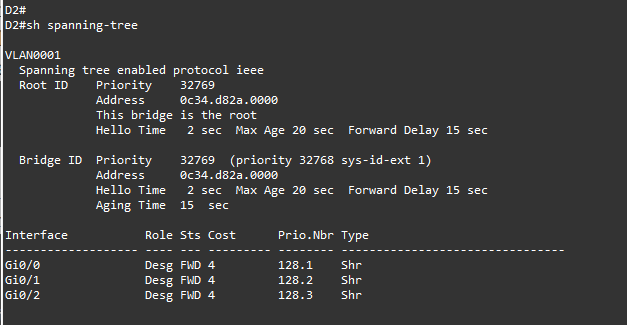 D2#
D2#sh spanning-tree
VLAN0001
  Spanning tree enabled protocol ieee
  Root ID    Priority    32769
             Address     0c34.d82a.0000
             This bridge is the root
             Hello Time   2 sec  Max Age 20 sec  Forward Delay 15 sec
  Bridge ID  Priority    32769  (priority 32768 sys-id-ext 1)
             Address     0c34.d82a.0000
             Hello Time   2 sec  Max Age 20 sec  Forward Delay 15 sec
             Aging Time  15  sec
Interface           Role Sts Cost      Prio.Nbr Type
------------------- ---- --- --------- -------- --------------------------------
Gi0/0               Desg FWD 4         128.1    Shr
Gi0/1               Desg FWD 4         128.2    Shr
Gi0/2               Desg FWD 4         128.3    Shr